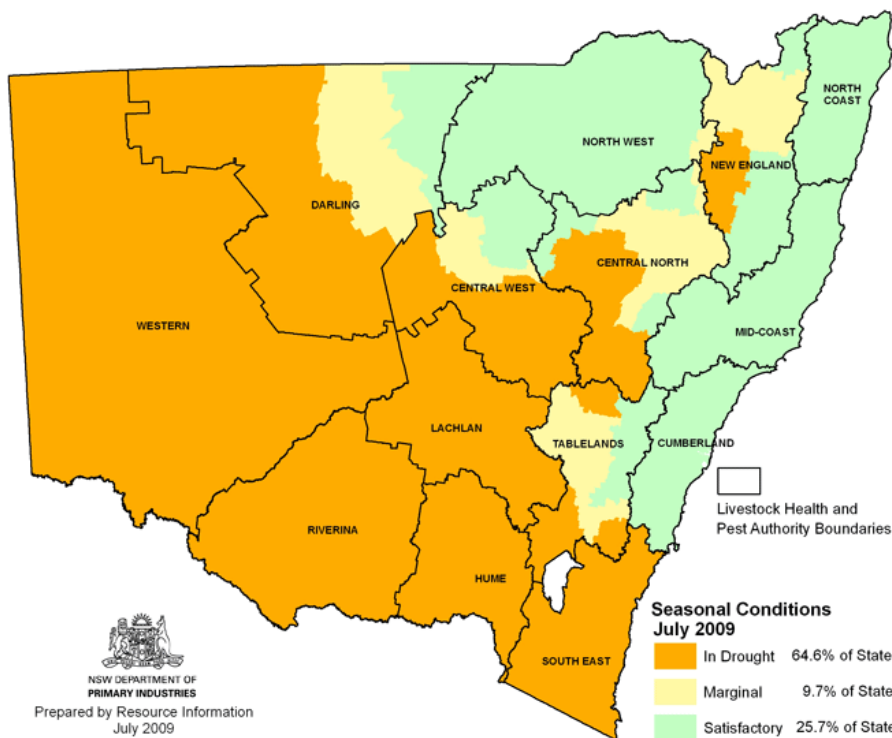 NORTH
COAST
NORTH WEST
NEW ENGLAND
DARLING
CENTRAL NORTH
CENTRAL WEST
WESTERN
MID-COAST
LACHLAN
TABLELANDS
CUMBERLAND
Livestock Health and
Pest Authority Boundaries
RIVERINA
HUME
SOUTH EAST
Seasonal Conditions
July 2009
In Drought 64.6% of State
Marginal 9.7% of State
Satisfactory 25.7% of State
NSW DEPARTMENT OF
PRIMARY INDUSTRIES
Prepared by Resource Information
July 2009